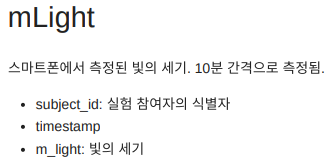 mLight
스마트폰에서 측정된 빛의 세기. 10분 간격으로 측정됨.
• subject_id: 실험 참여자의 식별자
• timestamp
• m_light: 빛의 세기